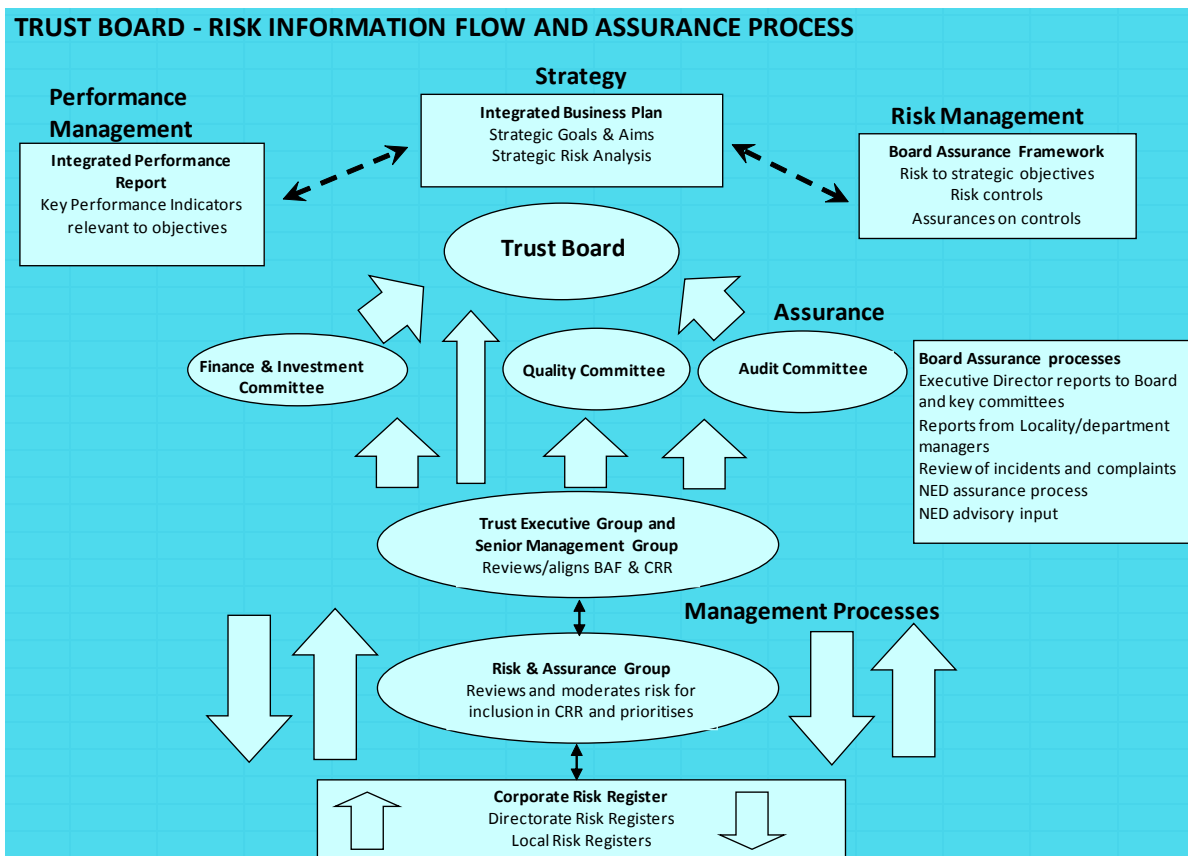 TRUST BOARD - RISK INFORMATION FLOW AND ASSURANCE PROCESS
Strategy
Performance
Management
Integrated Business Plan
Strategic Goals & Aims
Strategic Risk Analysis
Risk Management
Integrated Performance
Report
Key Performance Indicators
relevant to objectives
Board Assurance Framework
Risk to strategic objectives
Risk controls
Assurances on controls
Trust Board
Assurance
Finance & Investment
Committee
Quality Committee
Audit Committee
Board Assurance processes
Executive Director reports to Board
and key committees
Reports from Locality/department
managers
Review of incidents and complaints
NED assurance process
NED advisory input
Trust Executive Group and
Senior Management Group
Reviews/aligns BAF & CRR
Management Processes
Risk & Assurance Group
Reviews and moderates risk for
inclusion in CRR and prioritises
Corporate Risk Register
Directorate Risk Registers
Local Risk Registers